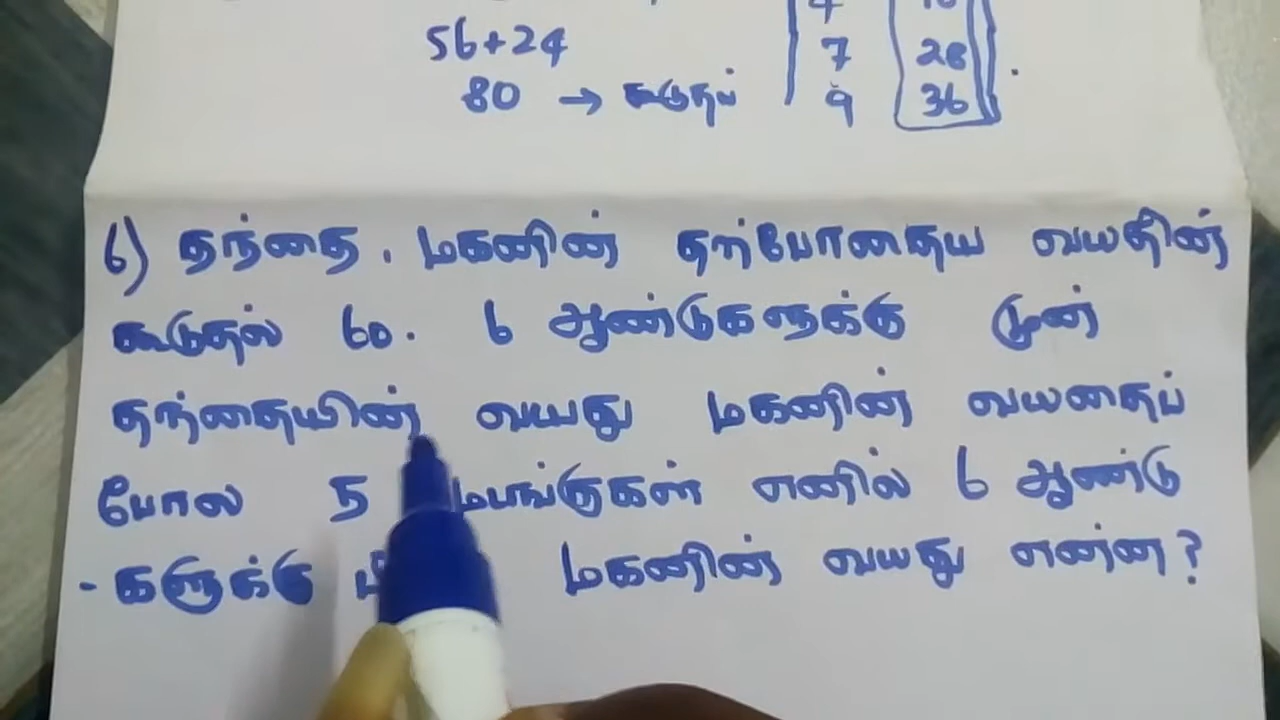 56+24
7 28
80 → கூடுதல்
9 36
6) தந்தை. மகனின் தற்போதைய வயதின்
கூடுதல் 60. 6 ஆண்டுகளுக்கு முன்
தந்தையின் வயது மகனின் வயதைப்
போல 5 மடங்குகள் எனில் 6 ஆண்டு
-களுக்கு மகனின் வயது என்ன?